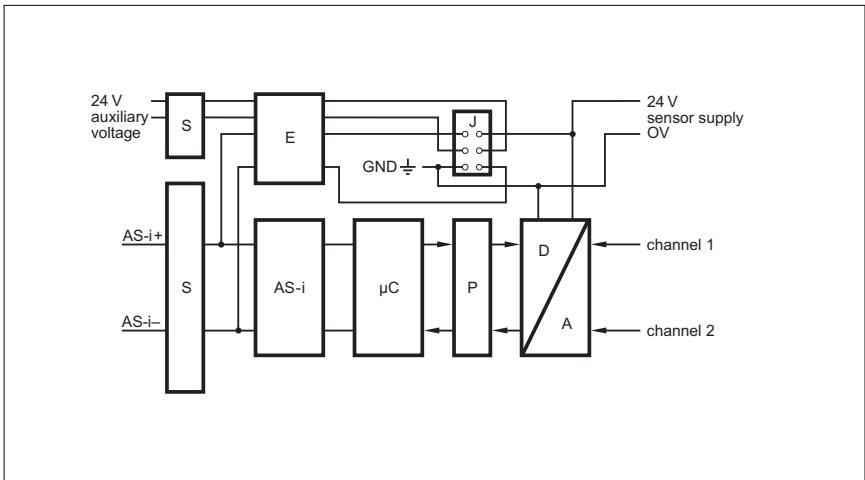 24 V
auxiliary
voltage
S
E
J
24 V
sensor supply
OV
GND
AS-i+
AS-i–
S
AS-i
µC
P
D
A
channel 1
channel 2